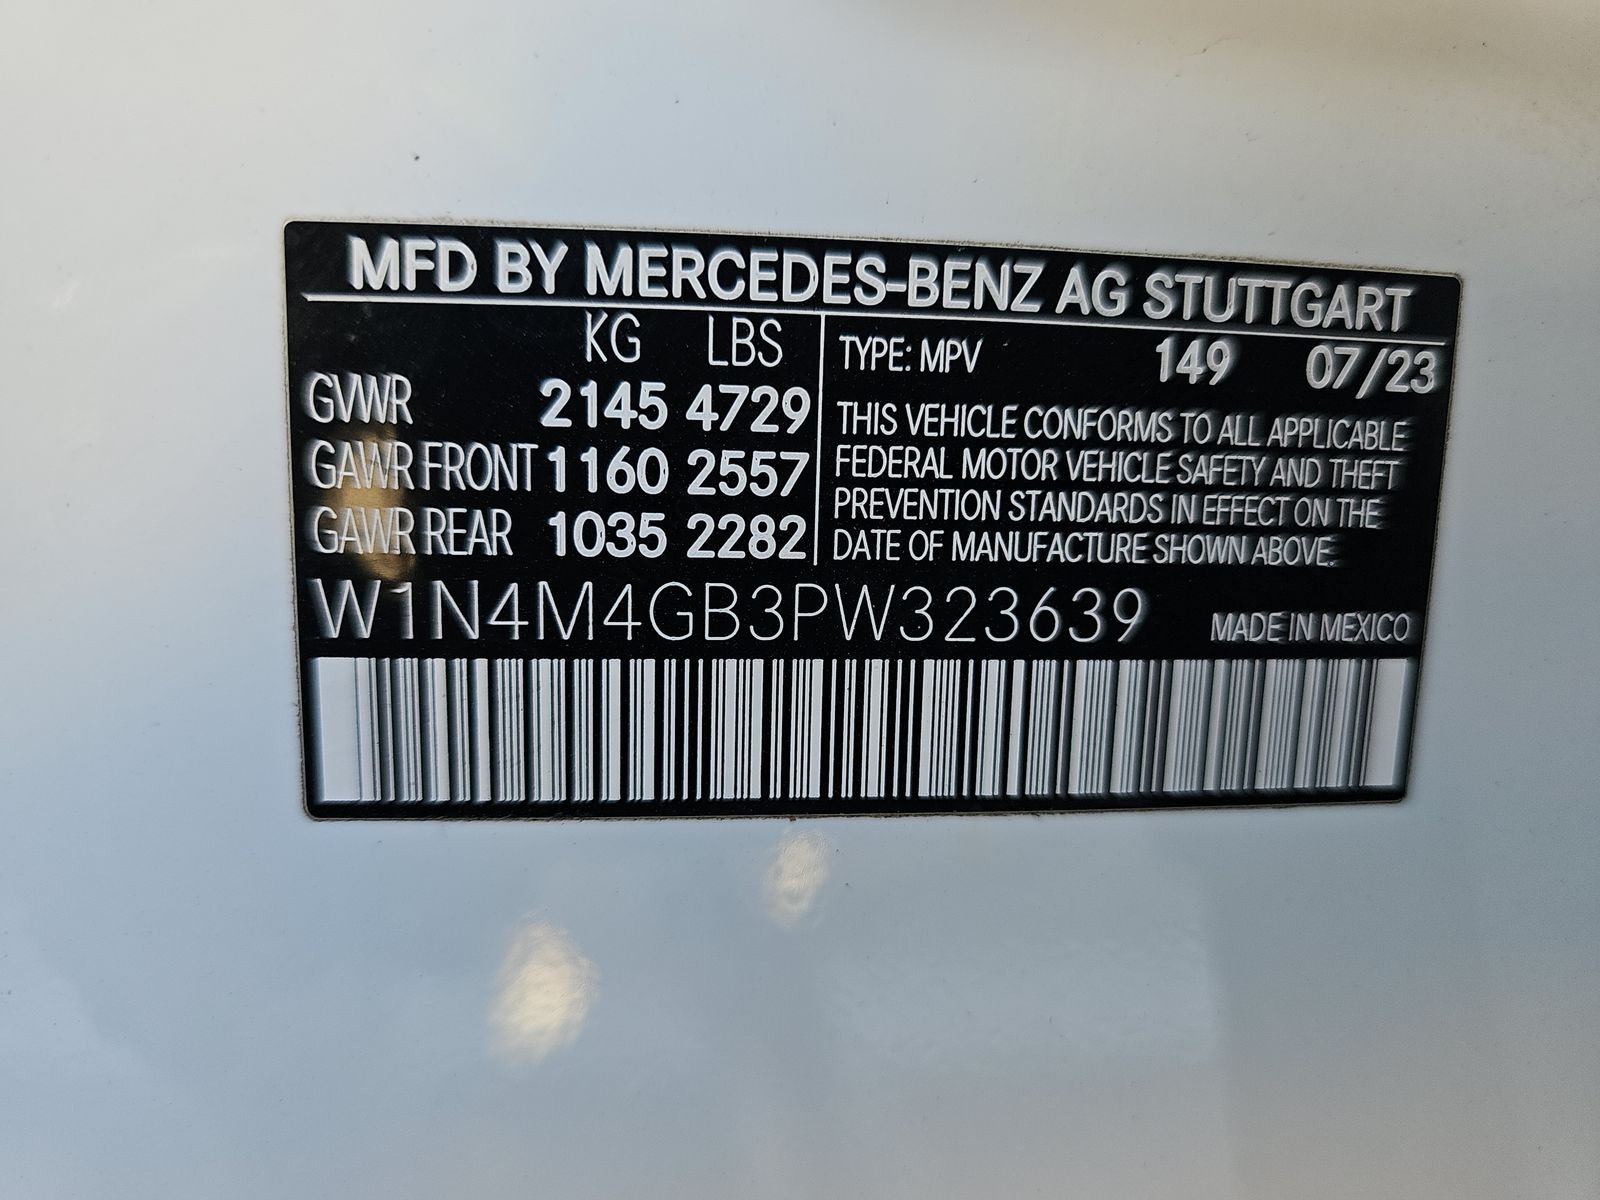 MFD BY MERCEDES-BENZ AG STUTTGART
KG LBS
GVWR 2145 4729
GAWR FRONT 1160 2557
GAWR REAR 1035 2282
TYPE: MPV 149 07/23
THIS VEHICLE CONFORMS TO ALL APPLICABLE
FEDERAL MOTOR VEHICLE SAFETY AND THEFT
PREVENTION STANDARDS IN EFFECT ON THE
DATE OF MANUFACTURE SHOWN ABOVE.
W1N4M4GB3PW323639 MADE IN MEXICO